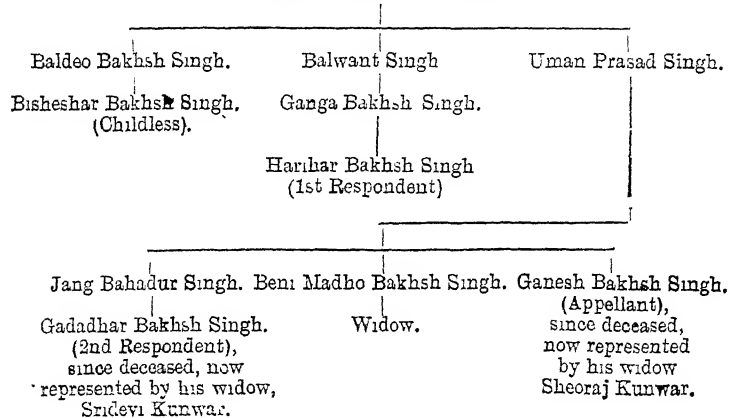 Baldeo Bakhsh Singh. Balwant Singh Uman Prasad Singh.
Bisheshar Bakhsh Singh. Ganga Bakhsh Singh.
(Childless).
Harihar Bakhsh Singh
(1st Respondent)
Jang Bahadur Singh. Beni Madho Bakhsh Singh. Ganesh Bakhsh Singh.
(Appellant),
Gadadhar Bakhsh Singh. Widow. since deceased,
(2nd Respondent), now represented
since deceased, now by his widow
represented by his widow, Sheoraj Kunwar.
Sridevi Kunwar.